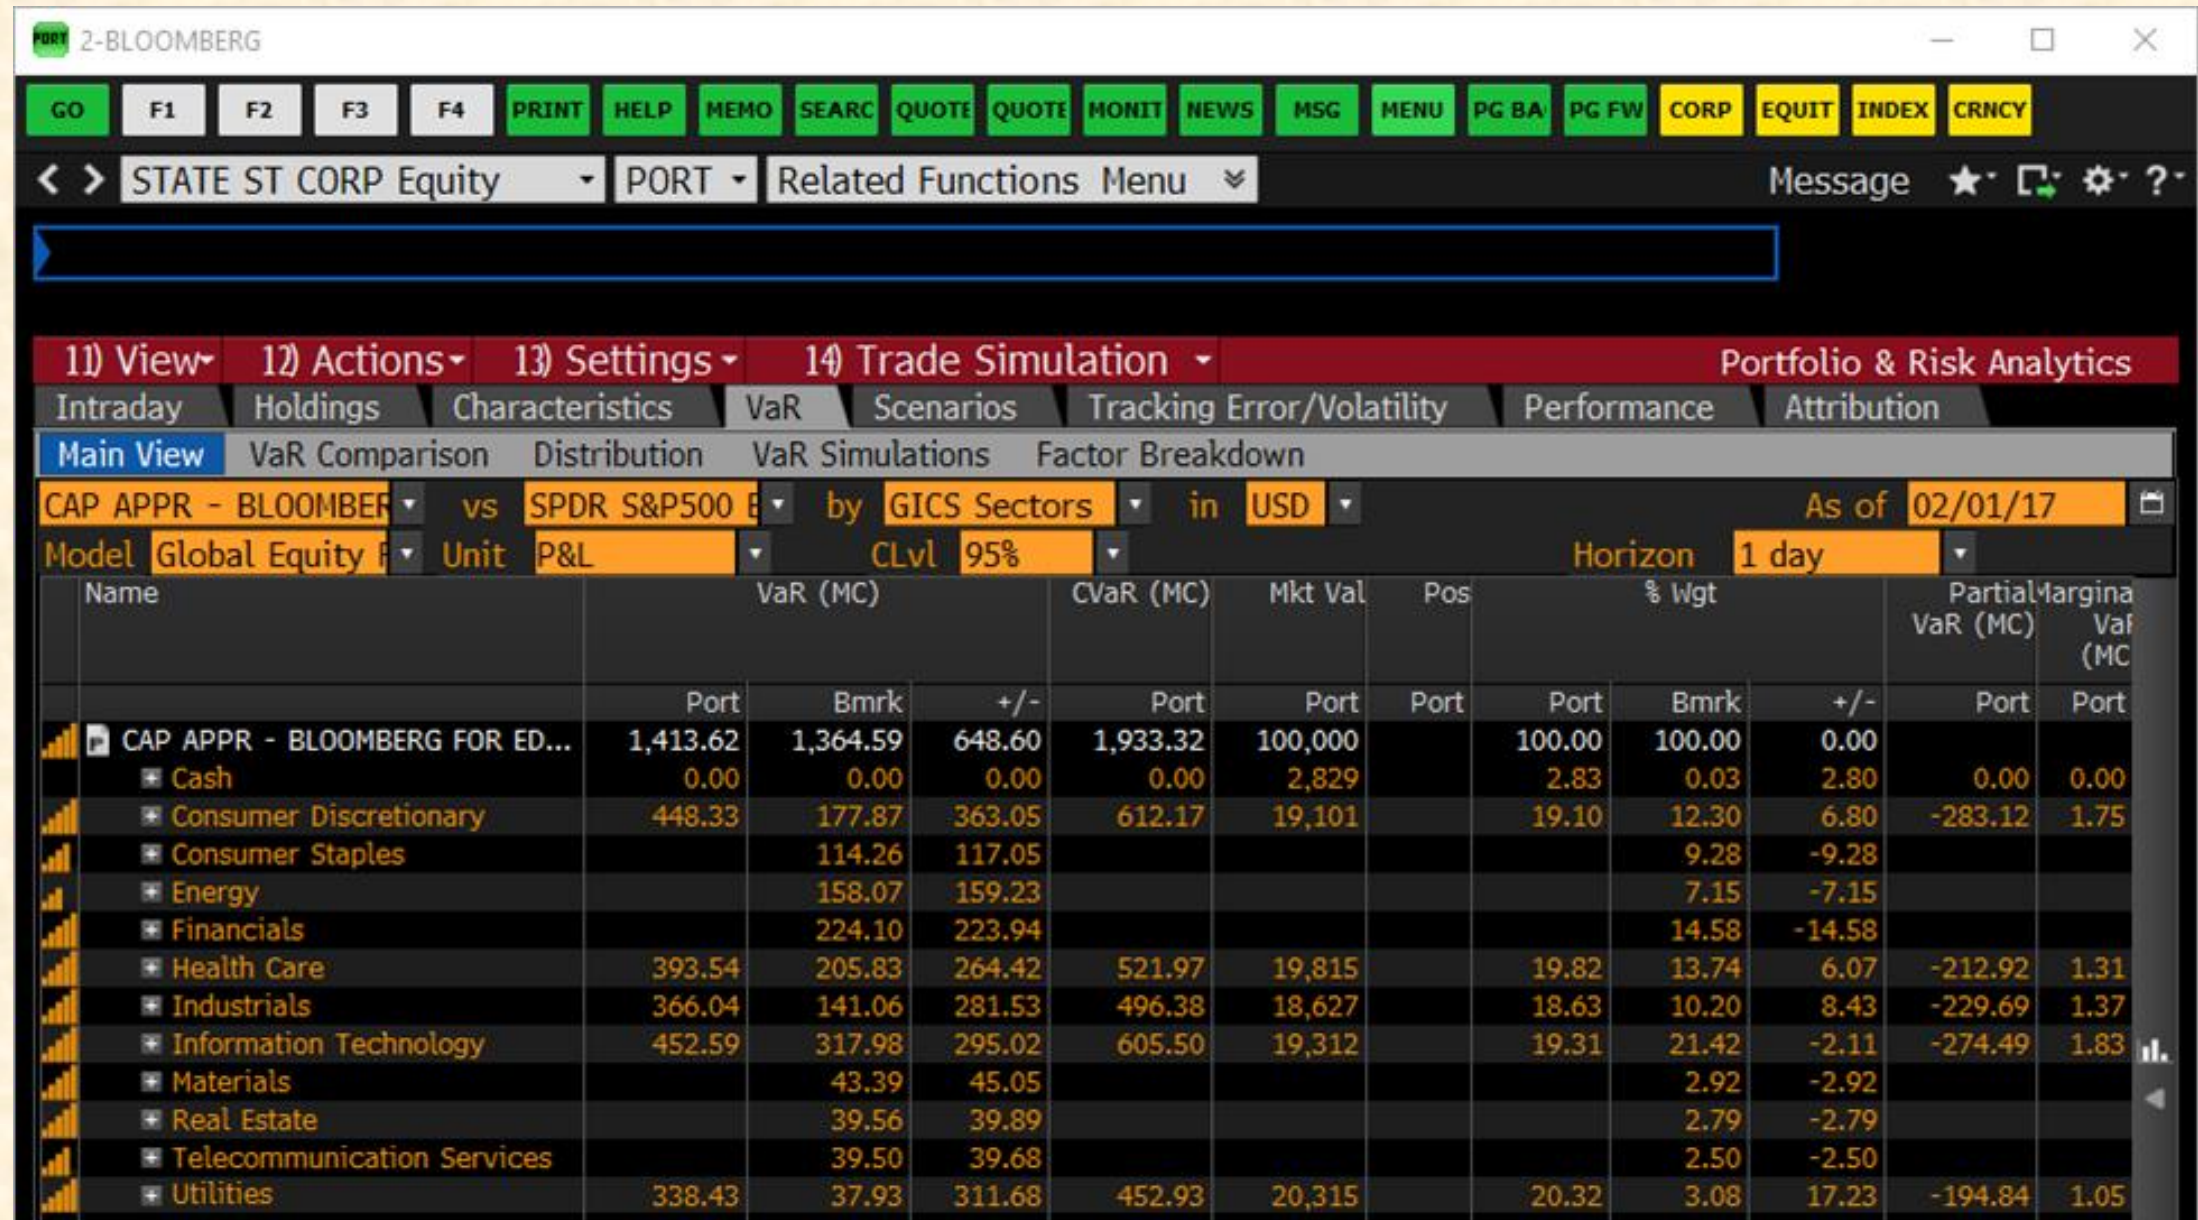 PORT 2-BLOOMBERG
GO F1 F2 F3 F4 PRINT HELP MEMO SEARC QUOTE QUOTE MONIT NEWS MSG MENU PG BA PG FW CORP EQUIT INDEX CRNCY
< > STATE ST CORP Equity PORT Related Functions Menu Message ?
11) View 12) Actions 13) Settings 14) Trade Simulation Portfolio & Risk Analytics
Intraday Holdings Characteristics VaR Scenarios Tracking Error/Volatility Performance Attribution
Main View VaR Comparison Distribution VaR Simulations Factor Breakdown
CAP APPR - BLOOMBER vs SPDR S&P500 E by GICS Sectors in USD As of 02/01/17
Model Global Equity F Unit P&L CLvl 95% Horizon 1 day
Name VaR (MC) CVaR (MC) Mkt Val Pos % Wgt Partial Margina
VaR (MC) VaR
(MC
Port Bmrk +/- Port Port Port Port Bmrk +/- Port Port
CAP APPR - BLOOMBERG FOR ED... 1,413.62 1,364.59 648.60 1,933.32 100,000 100.00 100.00 0.00
Cash 0.00 0.00 0.00 0.00 2,829 2.83 0.03 2.80 0.00 0.00
Consumer Discretionary 448.33 177.87 363.05 612.17 19,101 19.10 12.30 6.80 -283.12 1.75
Consumer Staples 114.26 117.05 9.28 -9.28
Energy 158.07 159.23 7.15 -7.15
Financials 224.10 223.94 14.58 -14.58
Health Care 393.54 205.83 264.42 521.97 19,815 19.82 13.74 6.07 -212.92 1.31
Industrials 366.04 141.06 281.53 496.38 18,627 18.63 10.20 8.43 -229.69 1.37
Information Technology 452.59 317.98 295.02 605.50 19,312 19.31 21.42 -2.11 -274.49 1.83
Materials 43.39 45.05 2.92 -2.92
Real Estate 39.56 39.89 2.79 -2.79
Telecommunication Services 39.50 39.68 2.50 -2.50
Utilities 338.43 37.93 311.68 452.93 20,315 20.32 3.08 17.23 -194.84 1.05